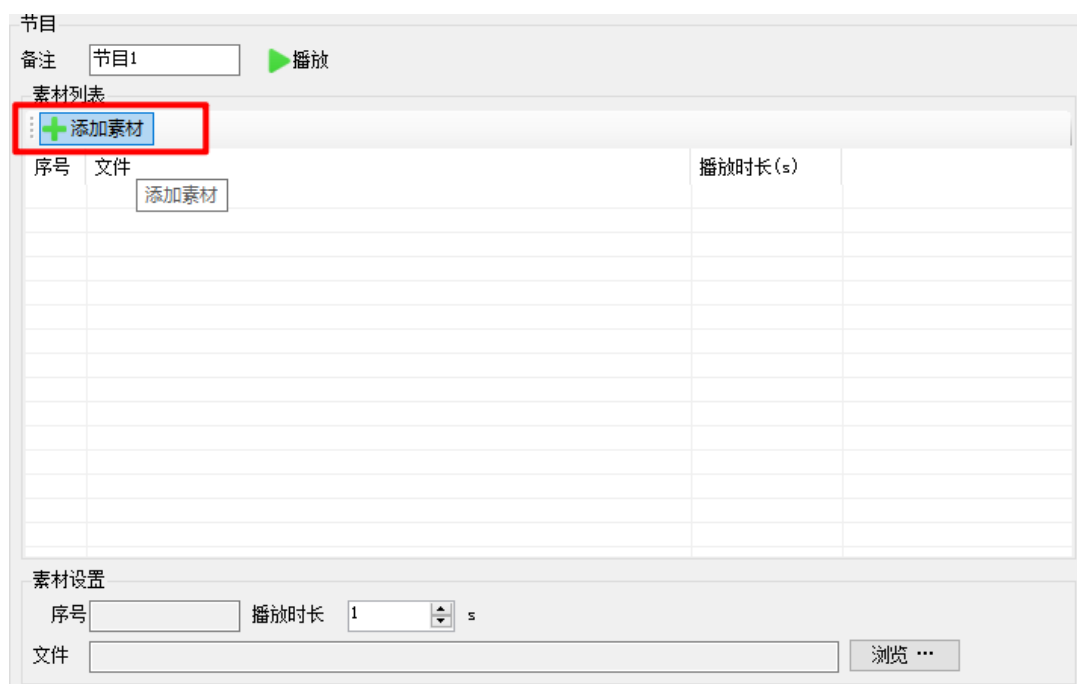 节目
备注 节目1 播放
素材列表
添加素材
序号 文件 播放时长(s)
添加素材
素材设置
序号 播放时长 1 s
文件 浏览 …